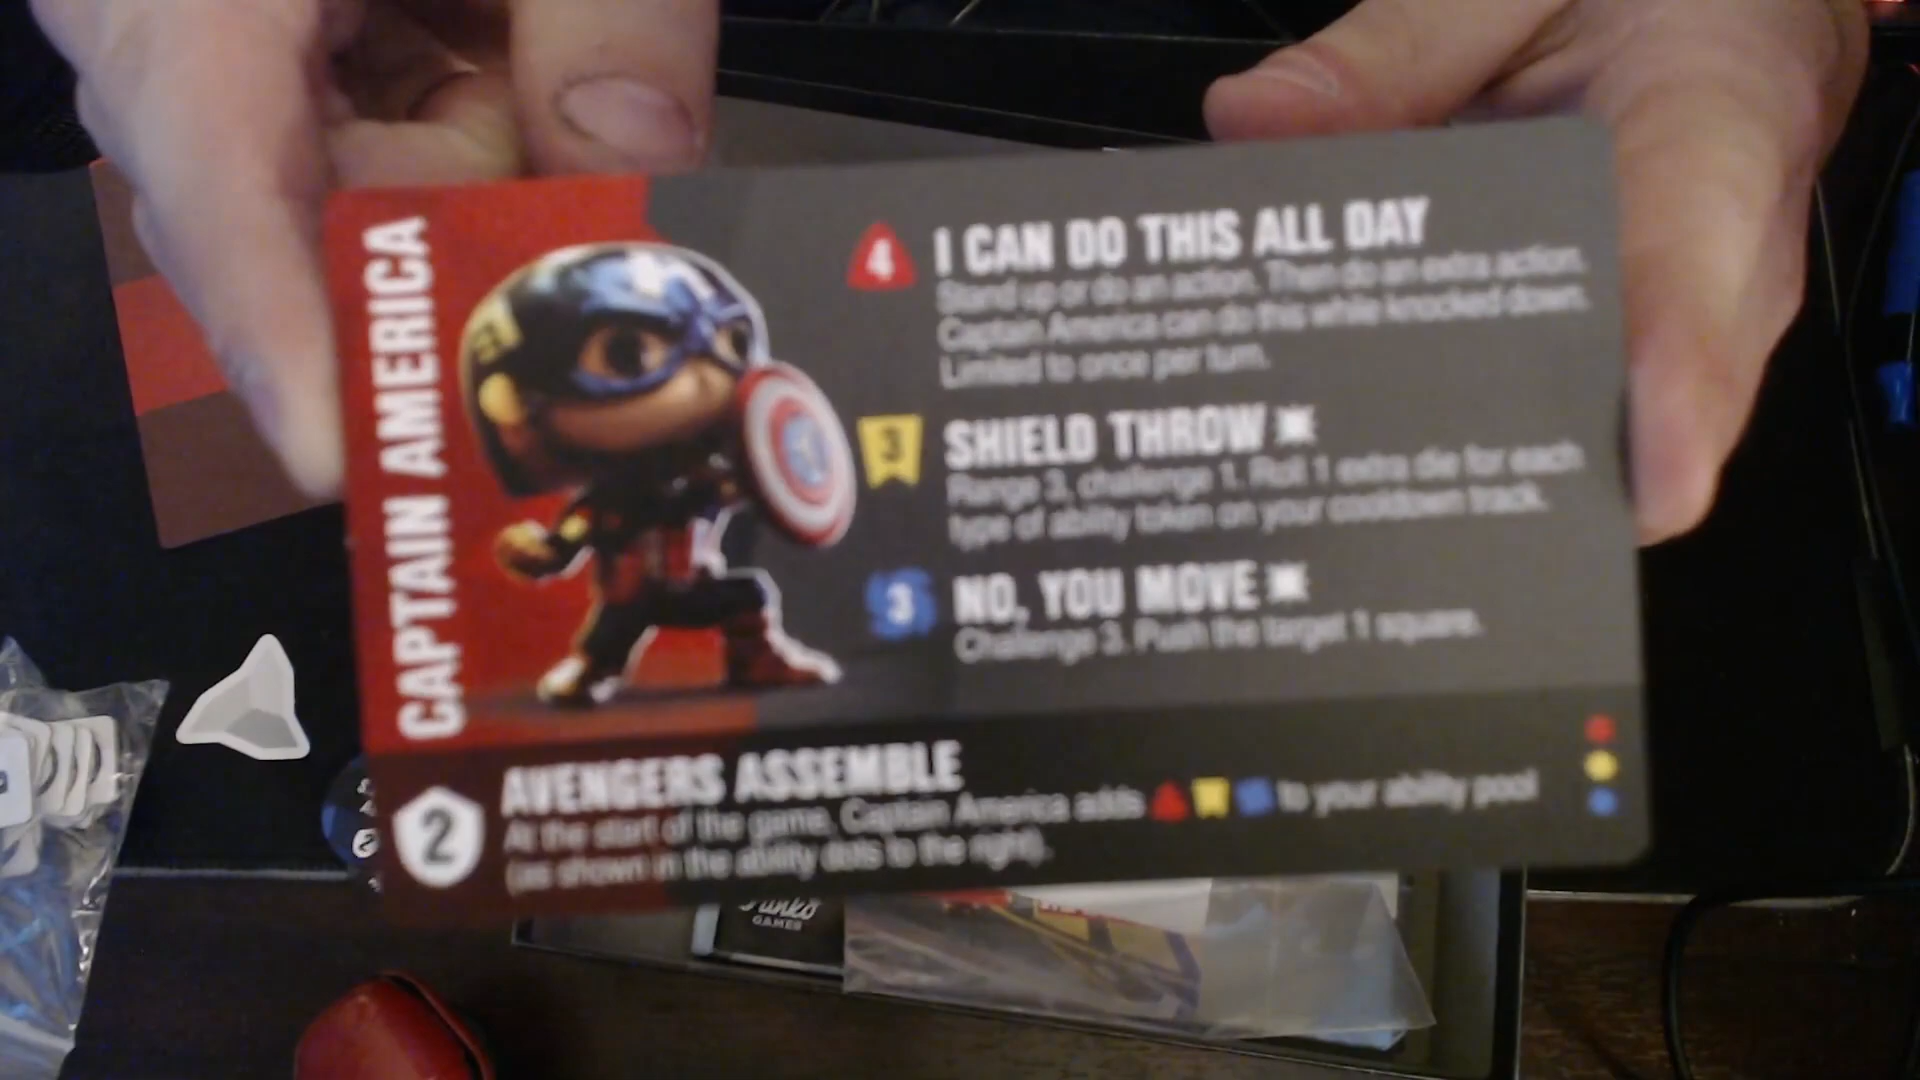 CAPTAIN AMERICA
4
I CAN DO THIS ALL DAY
Stand up or do an action. Then do an extra action.
Captain America can do this while knocked down.
Limited to once per turn.
3
SHIELD THROW
Range 3, challenge 1. Roll 1 extra die for each
type of ability token on your cooldown track.
3
NO, YOU MOVE
Challenge 3. Push the target 1 square.
2
AVENGERS ASSEMBLE
At the start of the game, Captain America adds to your ability pool
(as shown in the ability dots to the right).
Funko
GAMES